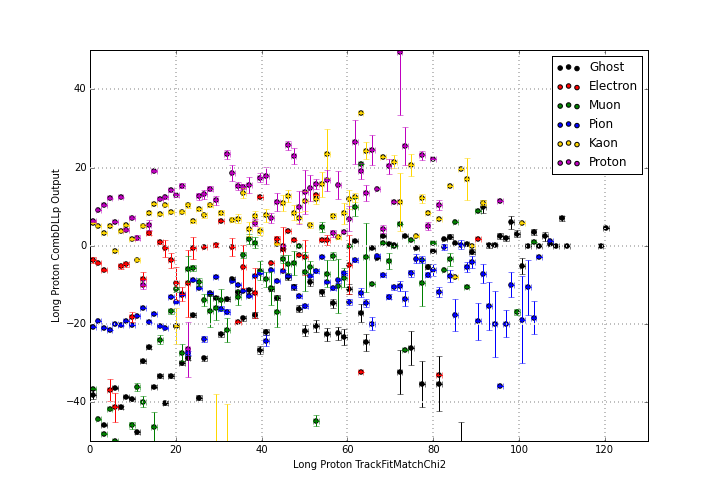 Ghost
Electron
Muon
Pion
Kaon
Proton
Long Proton CombDLLp Output
40
20
0
−20
−40
0 20 40 60 80 100 120
Long Proton TrackFitMatchChi2